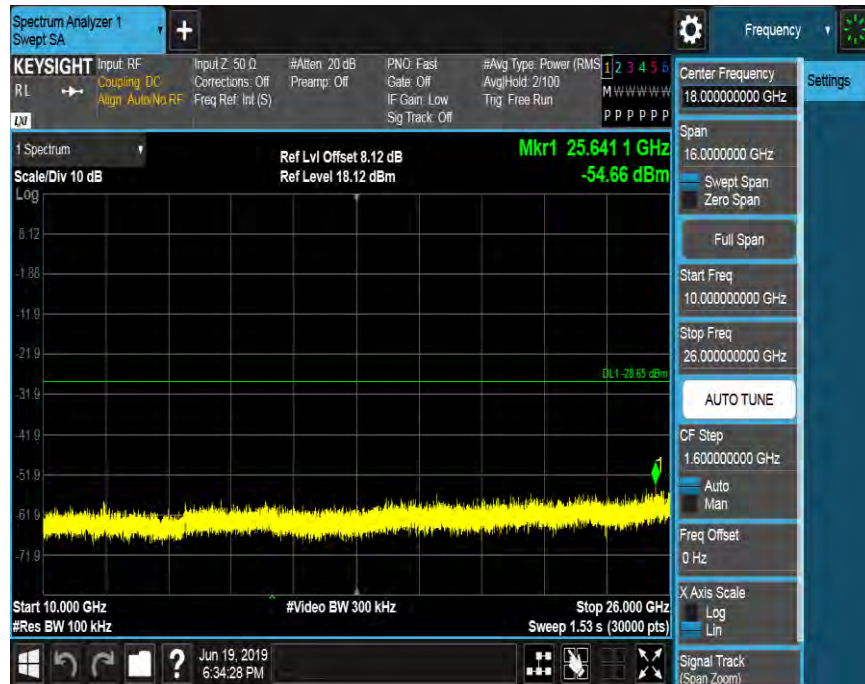 Spectrum Analyzer 1
Swept SA
+
Frequency
KEYSIGHT
RL
LXI
Input: RF
Coupling: DC
Align: Auto/No RF
Input Z: 50 Ω
Corrections: Off
Freq Ref: Int (S)
#Atten: 20 dB
Preamp: Off
PNO: Fast
Gate: Off
IF Gain: Low
Sig Track: Off
#Avg Type: Power (RMS
Avg|Hold: 2/100
Trig: Free Run
1 2 3 4 5 6
M W W W W W
P P P P P P
1 Spectrum
Scale/Div 10 dB
Log
Ref Lvl Offset 8.12 dB
Ref Level 18.12 dBm
Mkr1 25.641 1 GHz
-54.66 dBm
8.12
-1.88
-11.9
-21.9
DL1 -28.65 dBm
-31.9
-41.9
-51.9
1
-61.9
-71.9
Start 10.000 GHz
#Res BW 100 kHz
#Video BW 300 kHz
Stop 26.000 GHz
Sweep 1.53 s (30000 pts)
?
Jun 19, 2019
6:34:28 PM
Center Frequency
18.000000000 GHz
Settings
Span
16.0000000 GHz
Swept Span
Zero Span
Full Span
Start Freq
10.000000000 GHz
Stop Freq
26.000000000 GHz
AUTO TUNE
CF Step
1.600000000 GHz
Auto
Man
Freq Offset
0 Hz
X Axis Scale
Log
Lin
Signal Track
(Span Zoom)